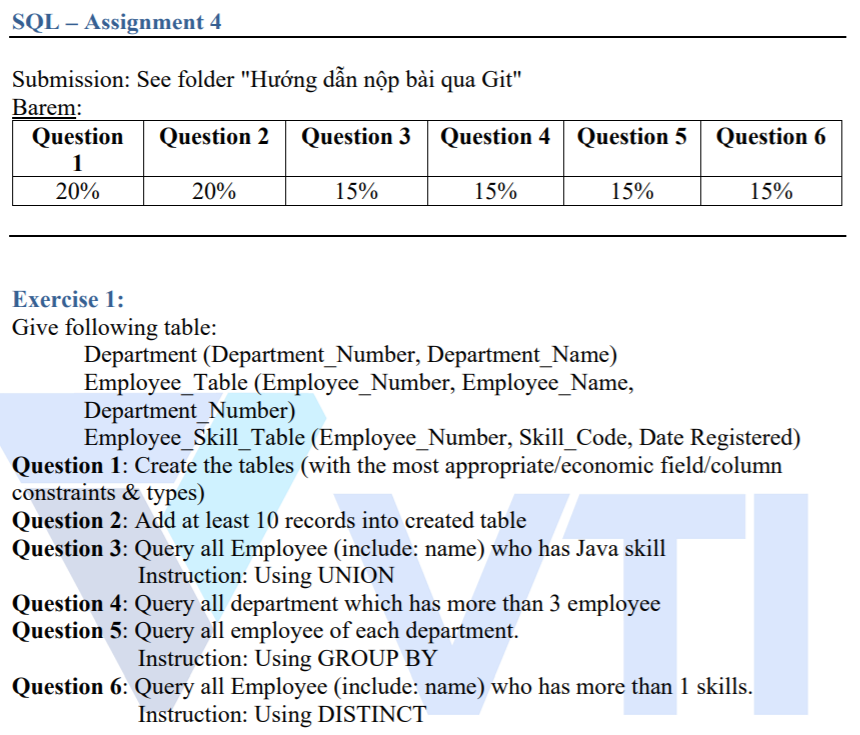 SQL – Assignment 4
Submission: See folder "Hướng dẫn nộp bài qua Git"
Barem:
Question 1 Question 2 Question 3 Question 4 Question 5 Question 6
20% 20% 15% 15% 15% 15%
Exercise 1:
Give following table:
Department (Department_Number, Department_Name)
Employee_Table (Employee_Number, Employee_Name,
Department_Number)
Employee_Skill_Table (Employee_Number, Skill_Code, Date Registered)
Question 1: Create the tables (with the most appropriate/economic field/column
constraints & types)
Question 2: Add at least 10 records into created table
Question 3: Query all Employee (include: name) who has Java skill
Instruction: Using UNION
Question 4: Query all department which has more than 3 employee
Question 5: Query all employee of each department.
Instruction: Using GROUP BY
Question 6: Query all Employee (include: name) who has more than 1 skills.
Instruction: Using DISTINCT
VTI